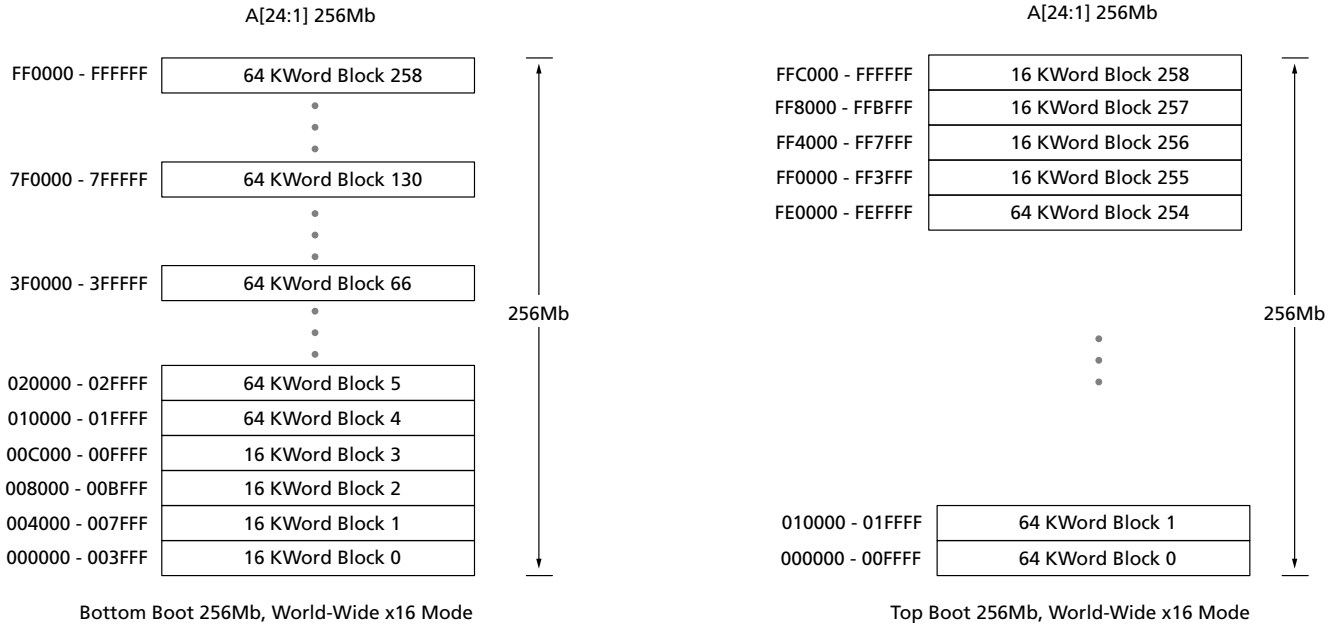 A[24:1] 256Mb
FF0000 - FFFFFF 64 KWord Block 258
7F0000 - 7FFFFF 64 KWord Block 130
3F0000 - 3FFFFF 64 KWord Block 66
256Mb
020000 - 02FFFF 64 KWord Block 5
010000 - 01FFFF 64 KWord Block 4
00C000 - 00FFFF 16 KWord Block 3
008000 - 00BFFF 16 KWord Block 2
004000 - 007FFF 16 KWord Block 1
000000 - 003FFF 16 KWord Block 0
Bottom Boot 256Mb, World-Wide x16 Mode
A[24:1] 256Mb
FFC000 - FFFFFF 16 KWord Block 258
FF8000 - FFBFFF 16 KWord Block 257
FF4000 - FF7FFF 16 KWord Block 256
FF0000 - FF3FFF 16 KWord Block 255
FE0000 - FEFFFF 64 KWord Block 254
256Mb
010000 - 01FFFF 64 KWord Block 1
000000 - 00FFFF 64 KWord Block 0
Top Boot 256Mb, World-Wide x16 Mode